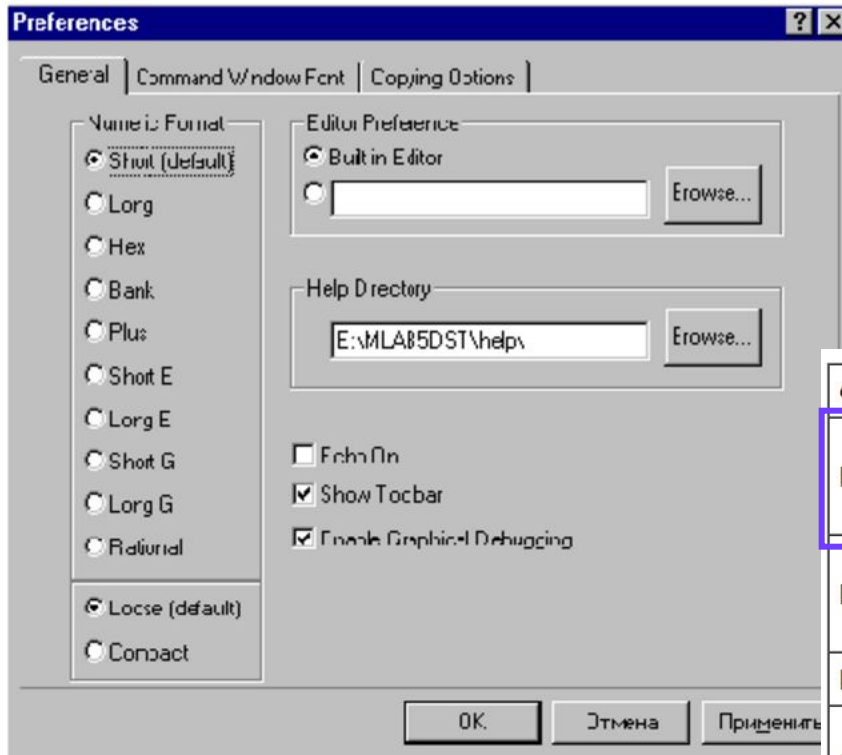 Preferences
General Command Window Font Copying Options
Numeric Format
Short (default)
Long
Hex
Bank
Plus
Short E
Long E
Short G
Long G
Rational
Loose (default)
Compact
Editor Preference
Built in Editor
Browse...
Help Directory
E:\MLAB5DST\help\
Browse...
Echo On
Show Toolbar
Enable Graphical Debugging
OK Отмена Применить